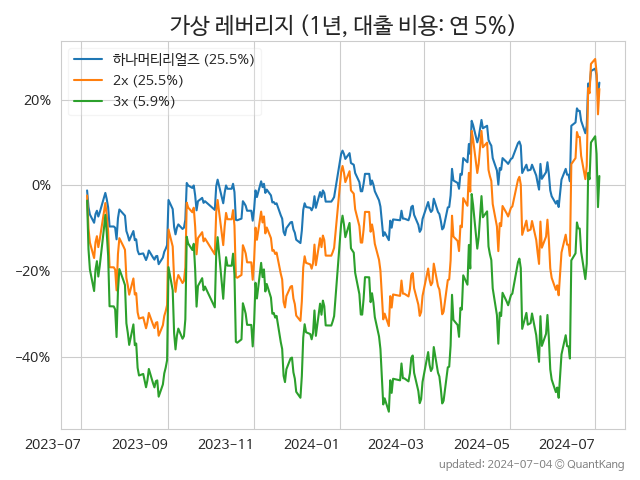 가상 레버리지 (1년, 대출 비용: 연 5%)
하나머티리얼즈 (25.5%)
2x (25.5%)
3x (5.9%)
20%
0%
−20%
−40%
2023−07 2023−09 2023−11 2024−01 2024−03 2024−05 2024−07
updated: 2024-07-04 ⓒ QuantKang